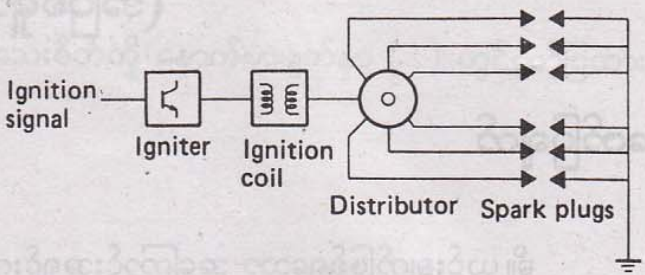 Ignition
signal
Igniter
Ignition
coil
Distributor
Spark plugs